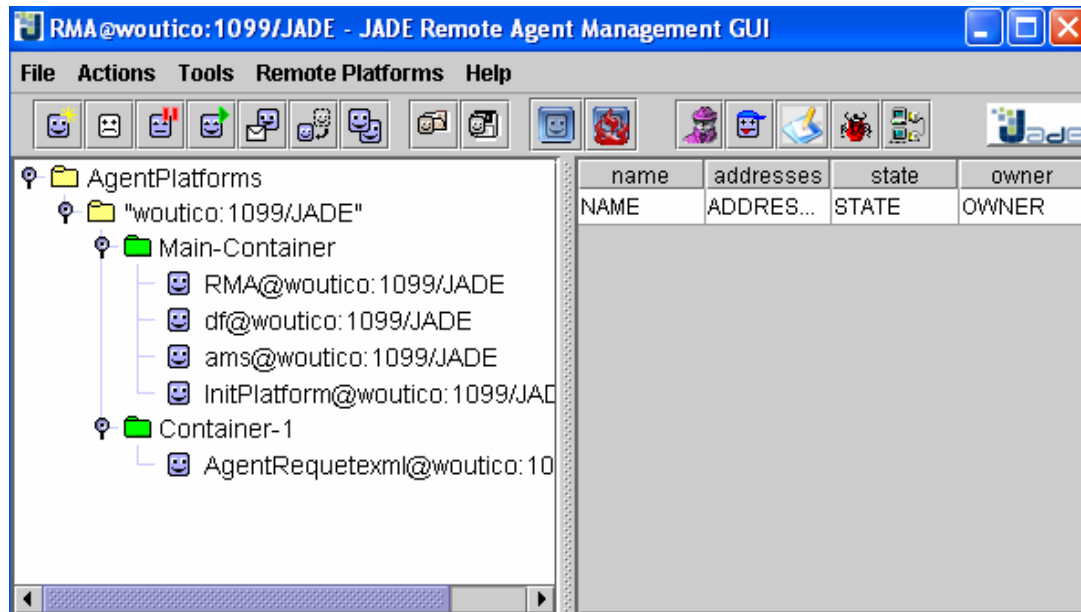 RMA@woutico:1099/JADE - JADE Remote Agent Management GUI
File Actions Tools Remote Platforms Help
Jade
AgentPlatforms
"woutico:1099/JADE"
Main-Container
RMA@woutico:1099/JADE
df@woutico:1099/JADE
ams@woutico:1099/JADE
InitPlatform@woutico:1099/JAD
Container-1
AgentRequetexml@woutico:10
name addresses state owner
NAME ADDRES... STATE OWNER